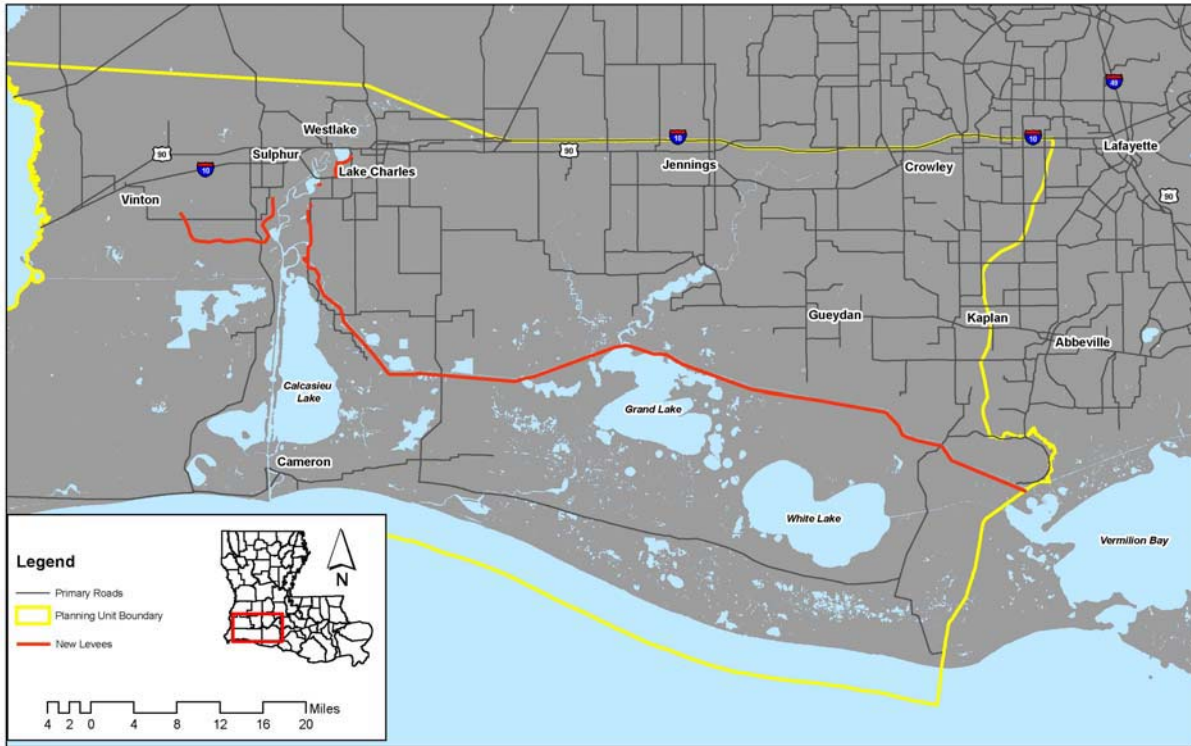 49
Westlake
90
Sulphur
10
Lake Charles
90
10
Jennings
10
Crowley
Lafayette
90
Vinton
Gueydan
Kaplan
Abbeville
Calcasieu
Lake
Grand Lake
Cameron
White Lake
Vermilion Bay
Legend
Primary Roads
Planning Unit Boundary
New Levees
N
Miles
4 2 0 4 8 12 16 20